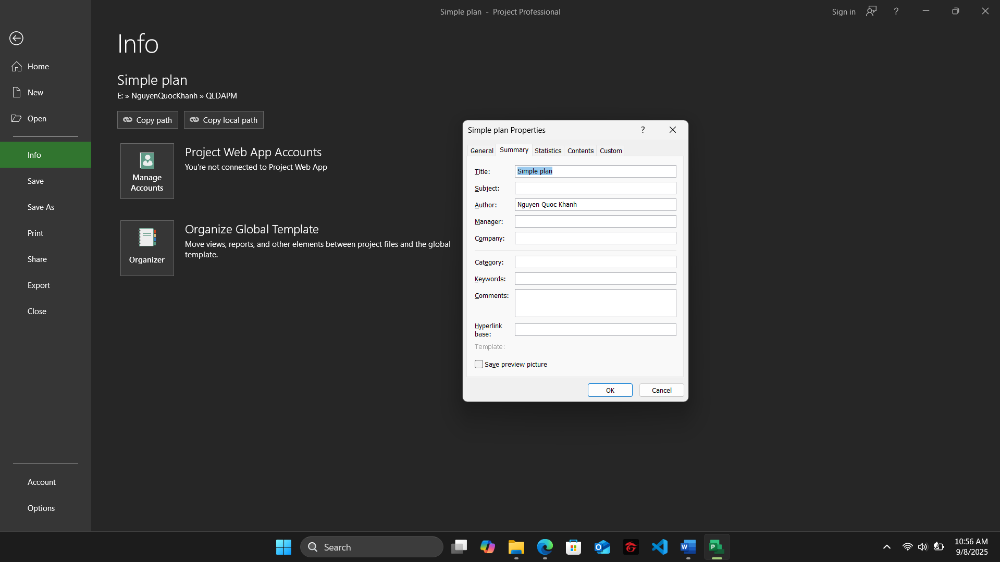 Simple plan - Project Professional
Sign in
?
Info
Home
New
Open
Info
Save
Save As
Print
Share
Export
Close
Account
Options
Simple plan
E: » NguyenQuocKhanh » QLDAPM
Copy path
Copy local path
Manage
Accounts
Project Web App Accounts
You're not connected to Project Web App
Organizer
Organize Global Template
Move views, reports, and other elements between project files and the global
template.
Simple plan Properties
?
General
Summary
Statistics
Contents
Custom
Title: Simple plan
Subject:
Author: Nguyen Quoc Khanh
Manager:
Company:
Category:
Keywords:
Comments:
Hyperlink
base:
Template:
Save preview picture
OK
Cancel
Search
10:56 AM
9/8/2025